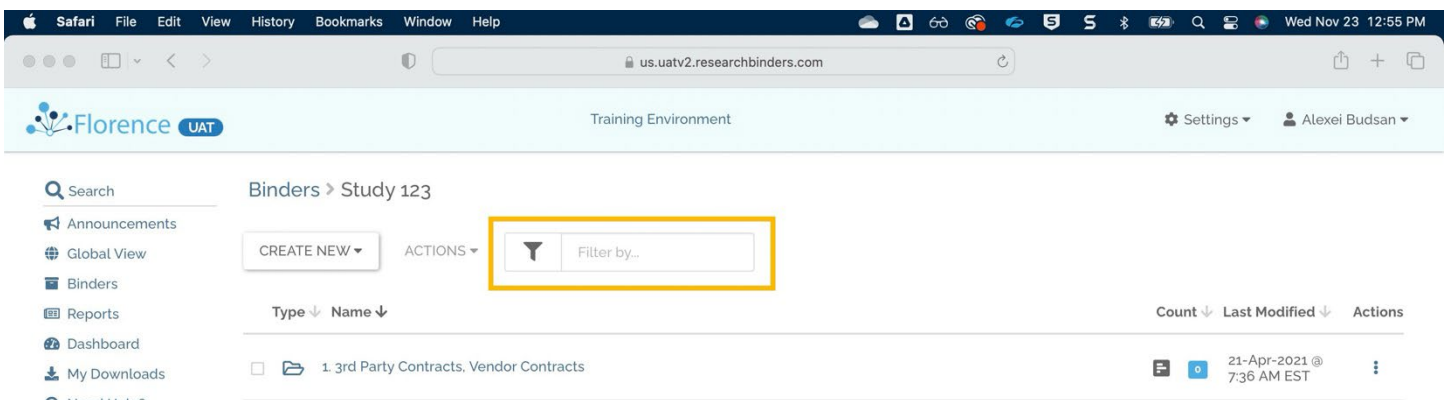 Safari File Edit View History Bookmarks Window Help Wed Nov 23 12:55 PM
us.uatv2.researchbinders.com
Florence UAT Training Environment Settings Alexei Budsan
Search
Announcements
Global View
Binders
Reports
Dashboard
My Downloads
Binders > Study 123
CREATE NEW ACTIONS Filter by...
Type Name Count Last Modified Actions
1. 3rd Party Contracts, Vendor Contracts 0 21-Apr-2021 @
7:36 AM EST